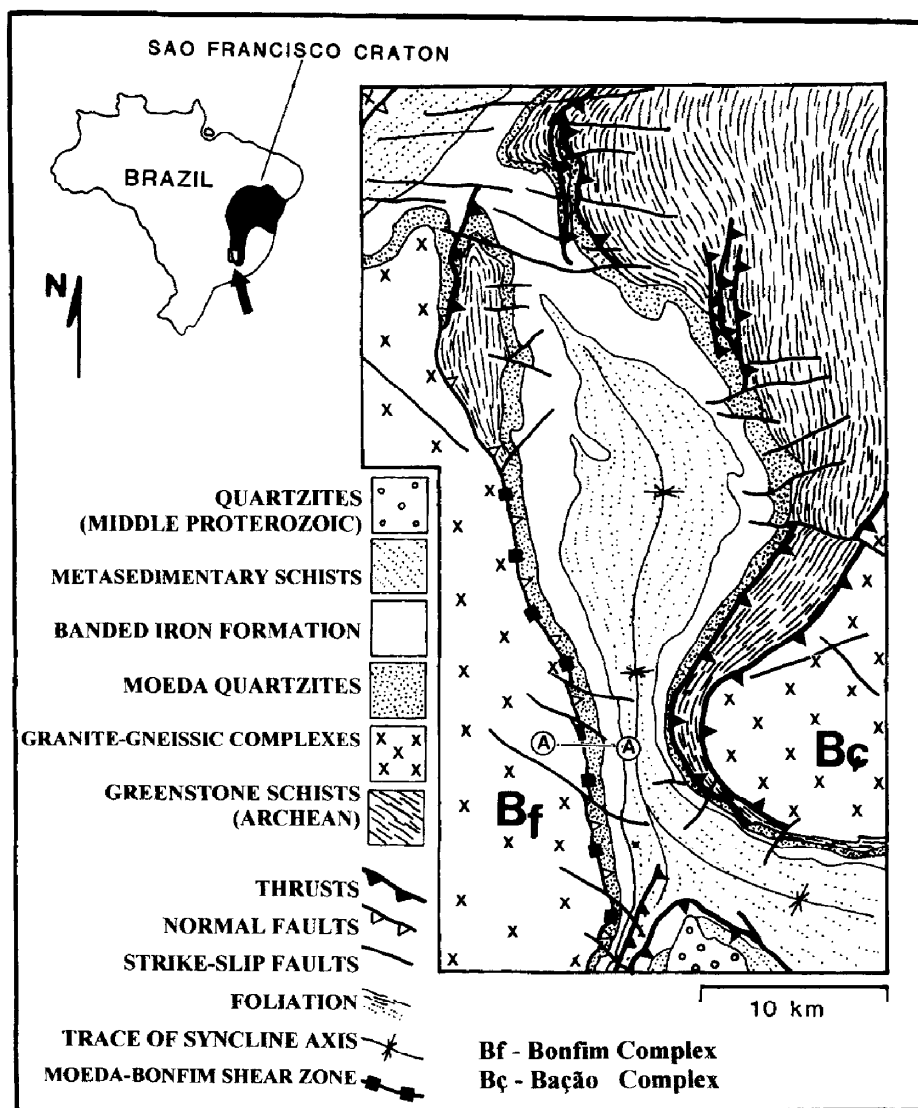 SAO FRANCISCO CRATON
BRAZIL
N
QUARTZITES
(MIDDLE PROTEROZOIC)
METASEDIMENTARY SCHISTS
BANDED IRON FORMATION
MOEDA QUARTZITES
GRANITE-GNEISSIC COMPLEXES
GREENSTONE SCHISTS
(ARCHEAN)
THRUSTS
NORMAL FAULTS
STRIKE-SLIP FAULTS
FOLIATION
TRACE OF SYNCLINE AXIS
MOEDA-BONFIM SHEAR ZONE
A A
Bf
Bç
10 km
Bf - Bonfim Complex
Bç - Bação Complex